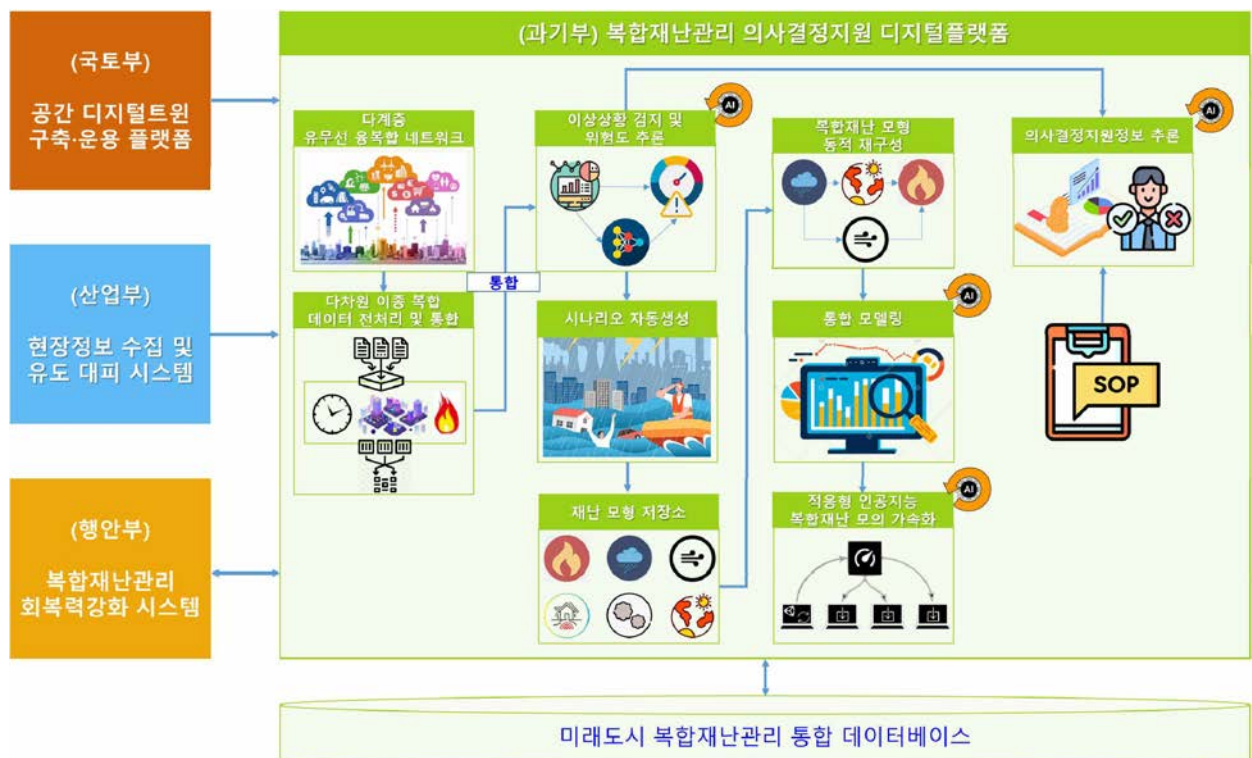 (국토부)
공간 디지털트윈
구축·운용 플랫폼
(산업부)
현장정보 수집 및
유도 대피 시스템
(행안부)
복합재난관리
회복력강화 시스템
(과기부) 복합재난관리 의사결정지원 디지털플랫폼
다계층
유무선 융복합 네트워크
다차원 이종 복합
데이터 전처리 및 통합
통합
이상상황 검지 및
위험도 추론
AI
시나리오 자동생성
재난 모형 저장소
복합재난 모형
동적 재구성
통합 모델링
AI
적응형 인공지능
복합재난 모의 가속화
AI
의사결정지원정보 추론
AI
SOP
미래도시 복합재난관리 통합 데이터베이스